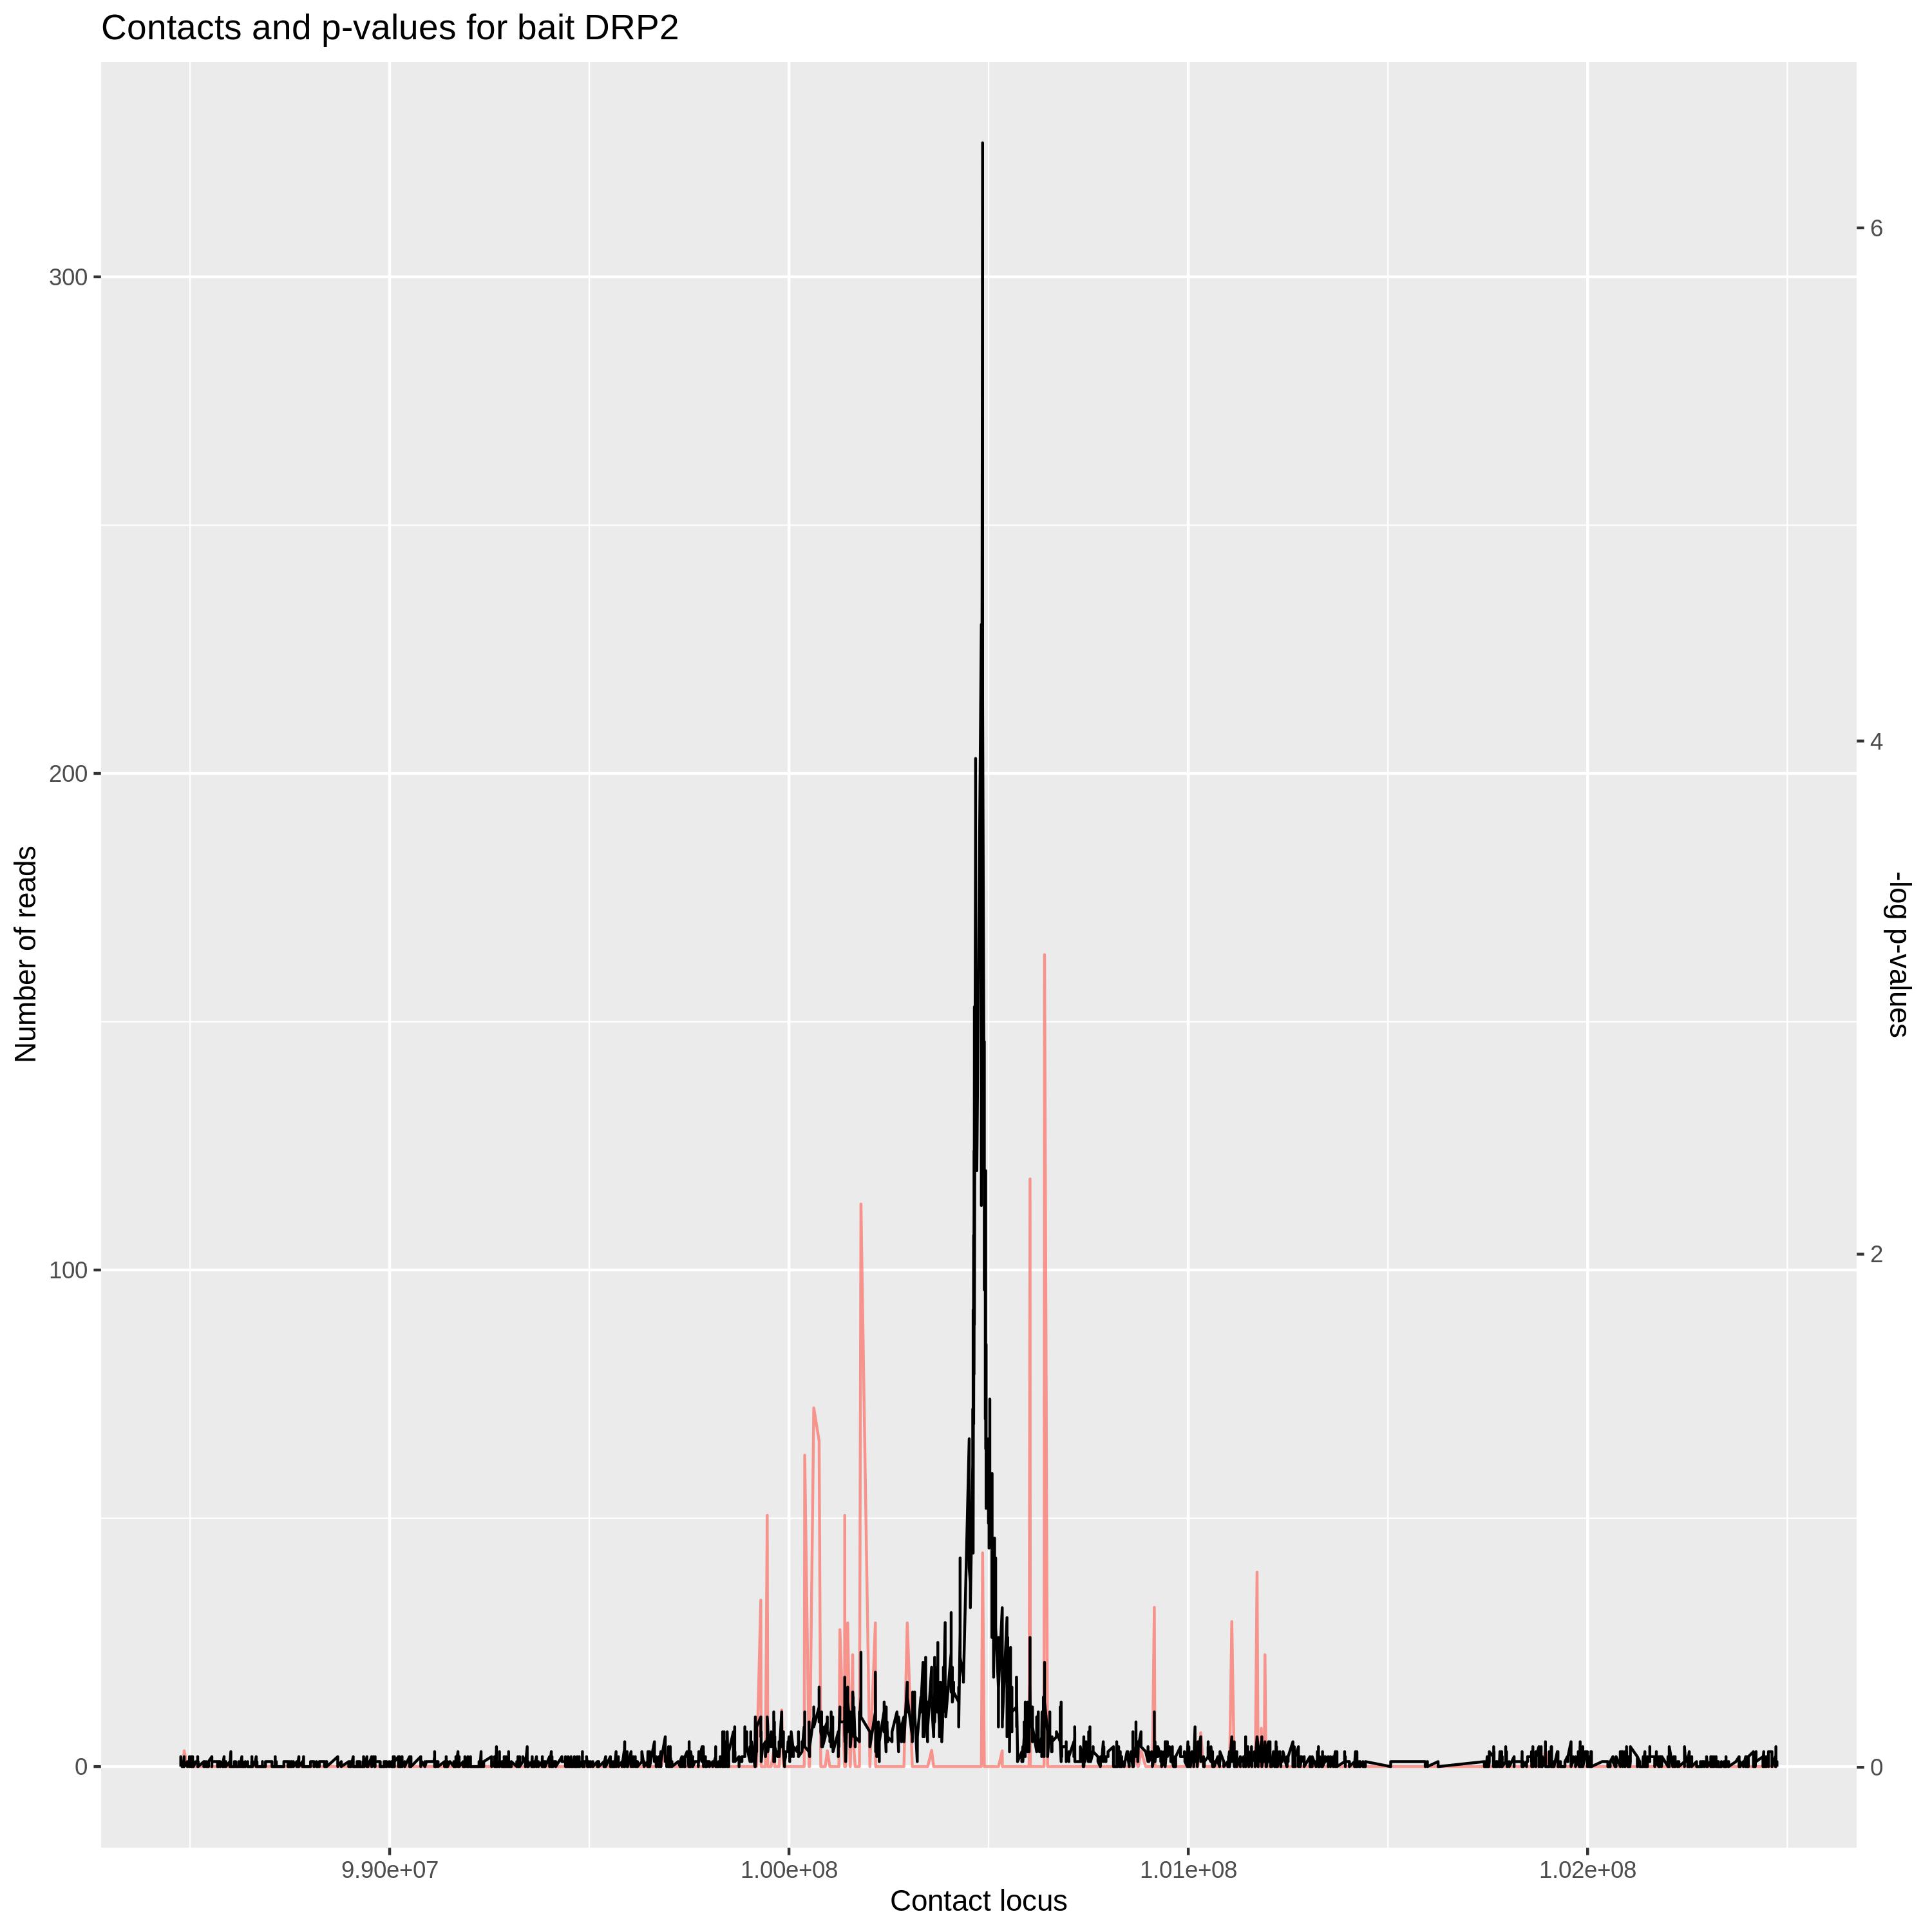 Contacts and p-values for bait DRP2
Number of reads
300
200
100
0
6
4
2
0
-log p-values
9.90e+07
1.00e+08
1.01e+08
1.02e+08
Contact locus